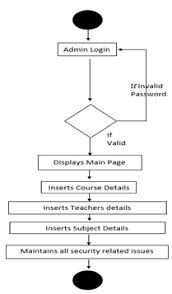 Admin Login
If Invalid
Password
If
Valid
Displays Main Page
Inserts Course Details
Inserts Teachers details
Inserts Subject Details
Maintains all security related issues